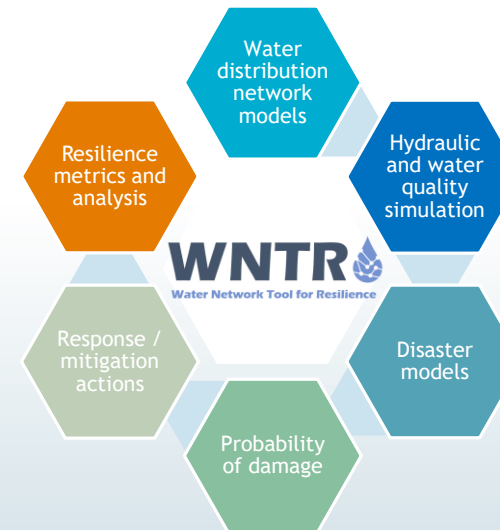 Water
distribution
network
models
Hydraulic
and water
quality
simulation
Resilience
metrics and
analysis
WNTR
Water Network Tool for Resilience
Response /
mitigation
actions
Disaster
models
Probability
of damage